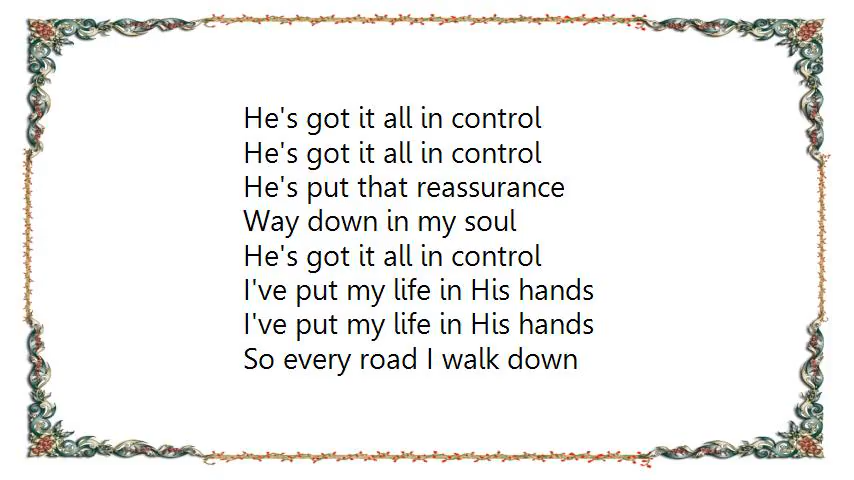 He's got it all in control
He's got it all in control
He's put that reassurance
Way down in my soul
He's got it all in control
I've put my life in His hands
I've put my life in His hands
So every road I walk down